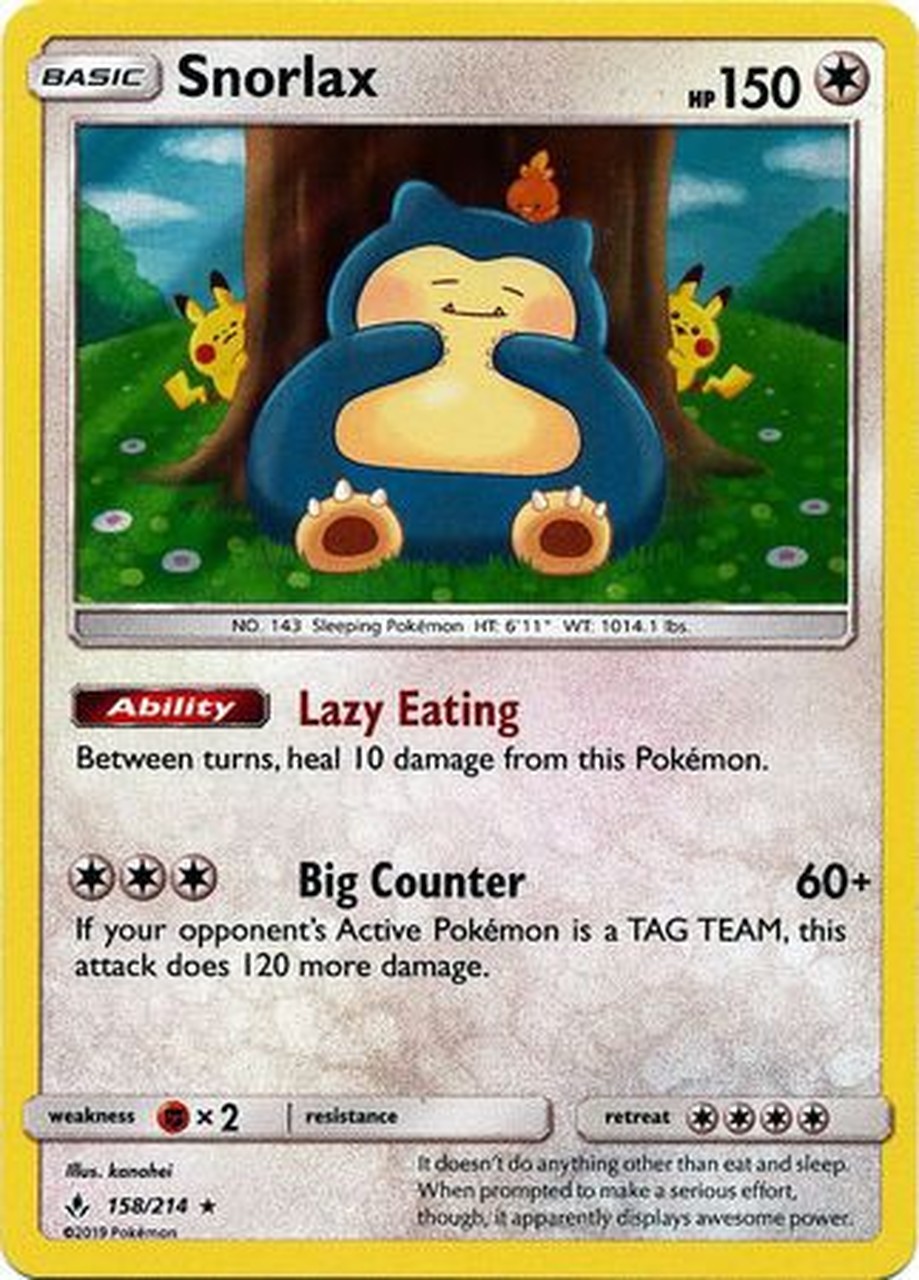 BASIC Snorlax HP 150
NO. 143 Sleeping Pokémon HT: 6'11" WT: 1014.1 lbs.
Ability Lazy Eating
Between turns, heal 10 damage from this Pokémon.
Big Counter 60+
If your opponent's Active Pokémon is a TAG TEAM, this
attack does 120 more damage.
weakness ×2 resistance retreat
Illus. kanahei
It doesn't do anything other than eat and sleep.
When prompted to make a serious effort,
though, it apparently displays awesome power.
158/214 ★
©2019 Pokémon